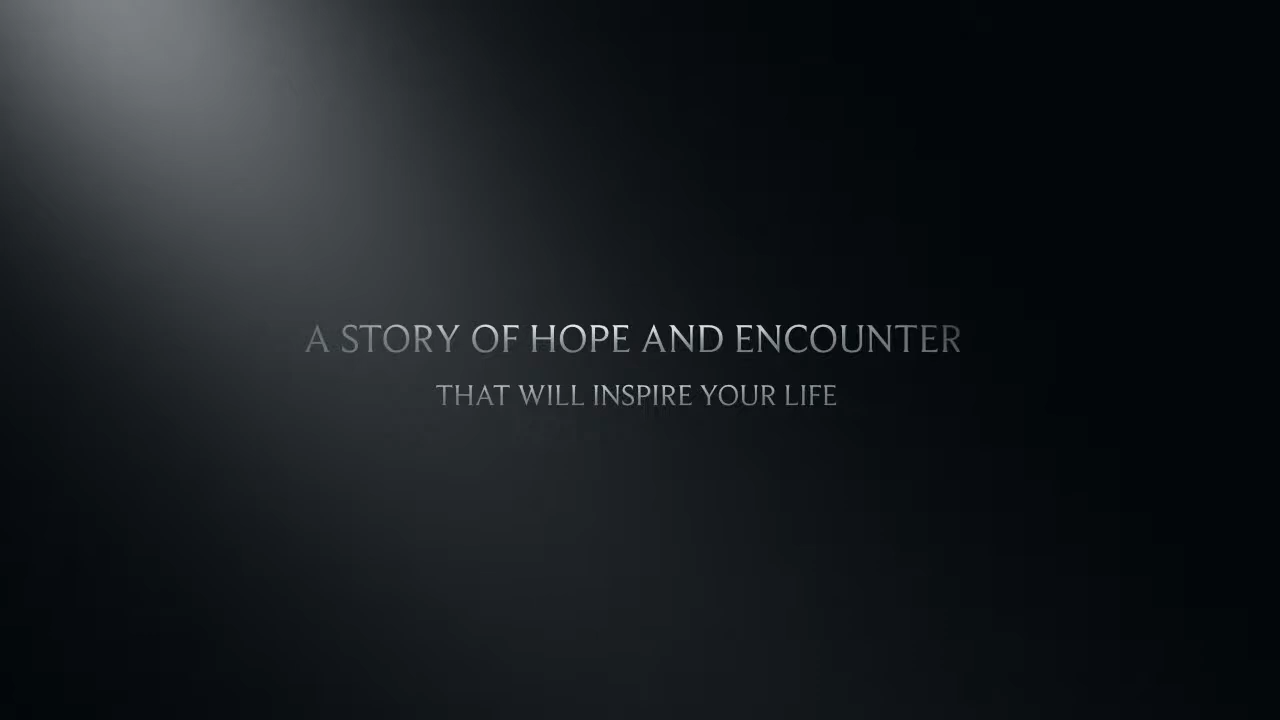 A STORY OF HOPE AND ENCOUNTER
THAT WILL INSPIRE YOUR LIFE